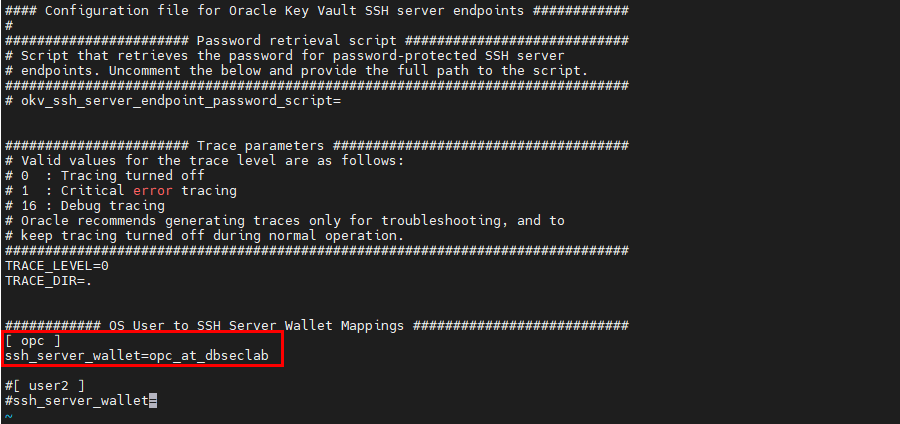 #### Configuration file for Oracle Key Vault SSH server endpoints ############
#
####################### Password retrieval script ############################
# Script that retrieves the password for password-protected SSH server
# endpoints. Uncomment the below and provide the full path to the script.
##############################################################################
# okv_ssh_server_endpoint_password_script=
####################### Trace parameters #####################################
# Valid values for the trace level are as follows:
# 0  : Tracing turned off
# 1  : Critical error tracing
# 16 : Debug tracing
# Oracle recommends generating traces only for troubleshooting, and to
# keep tracing turned off during normal operation.
##############################################################################
TRACE_LEVEL=0
TRACE_DIR=.
############ OS User to SSH Server Wallet Mappings ###########################
[ opc ]
ssh_server_wallet=opc_at_dbseclab
#[ user2 ]
#ssh_server_wallet=
~